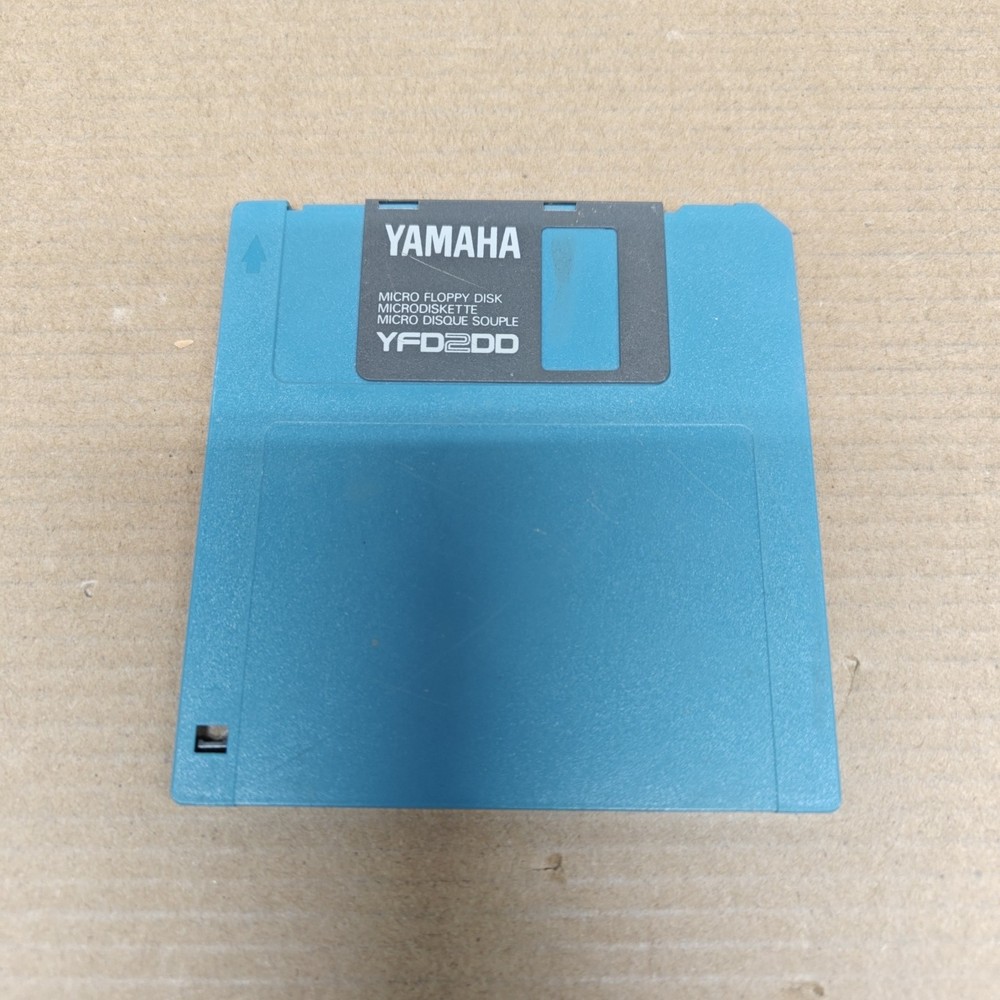 YAMAHA
MICRO FLOPPY DISK
MICRODISKETTE
MICRO DISQUE SOUPLE
YFD2DD